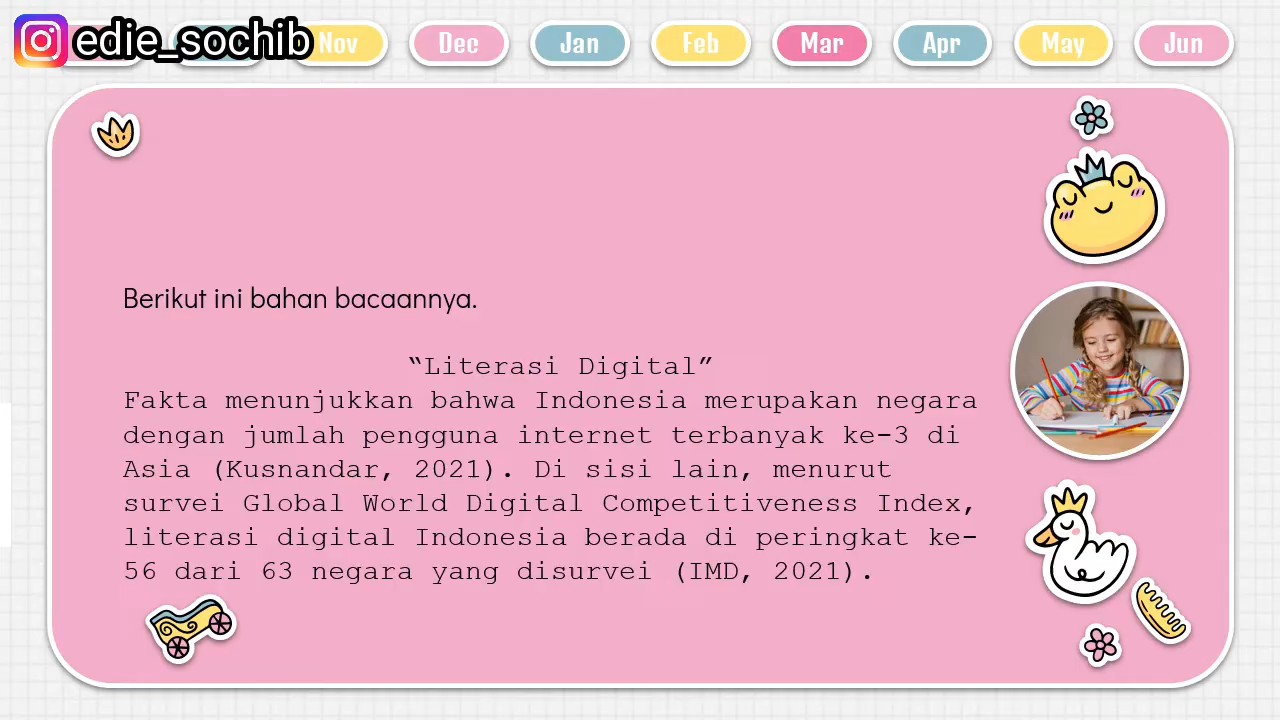 edie_sochib
Nov
Dec
Jan
Feb
Mar
Apr
May
Jun
Berikut ini bahan bacaannya.
“Literasi Digital”
Fakta menunjukkan bahwa Indonesia merupakan negara
dengan jumlah pengguna internet terbanyak ke-3 di
Asia (Kusnandar, 2021). Di sisi lain, menurut
survei Global World Digital Competitiveness Index,
literasi digital Indonesia berada di peringkat ke-
56 dari 63 negara yang disurvei (IMD, 2021).